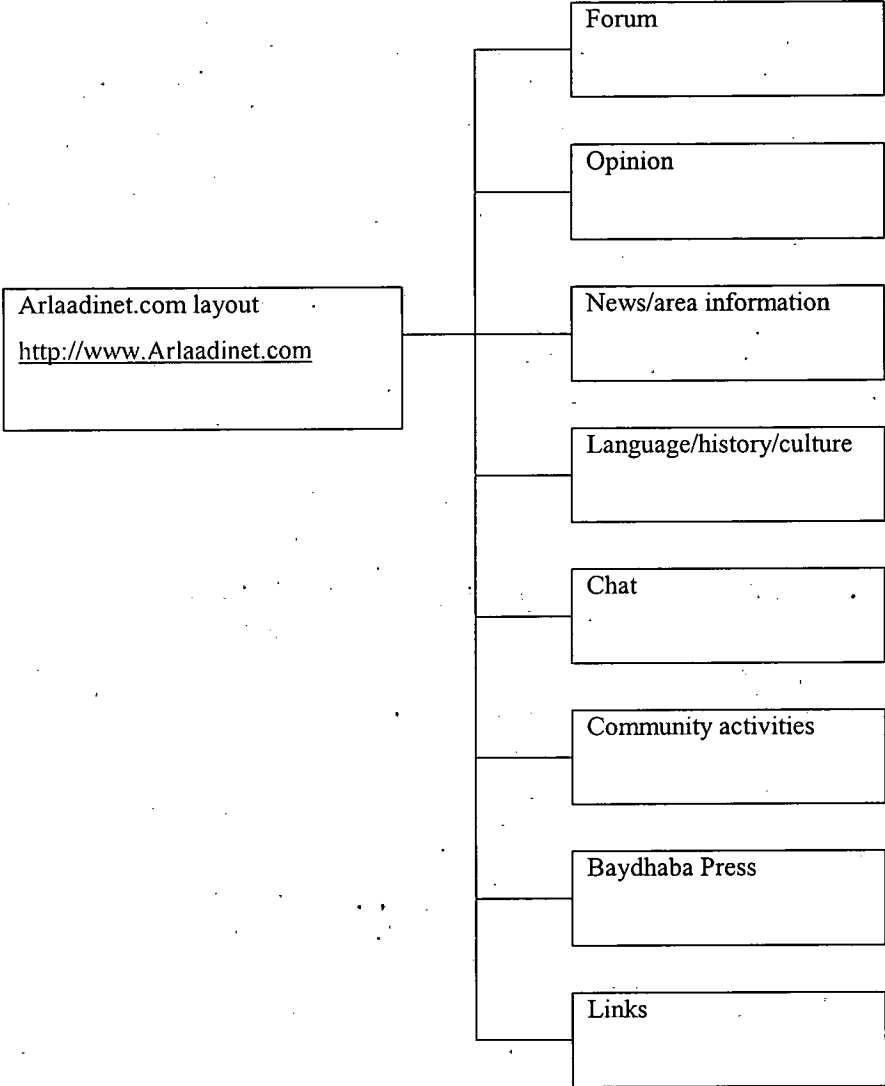 Forum
Opinion
Arlaadinet.com layout
http://www.Arlaadinet.com
News/area information
Language/history/culture
Chat
Community activities
Baydhaba Press
Links